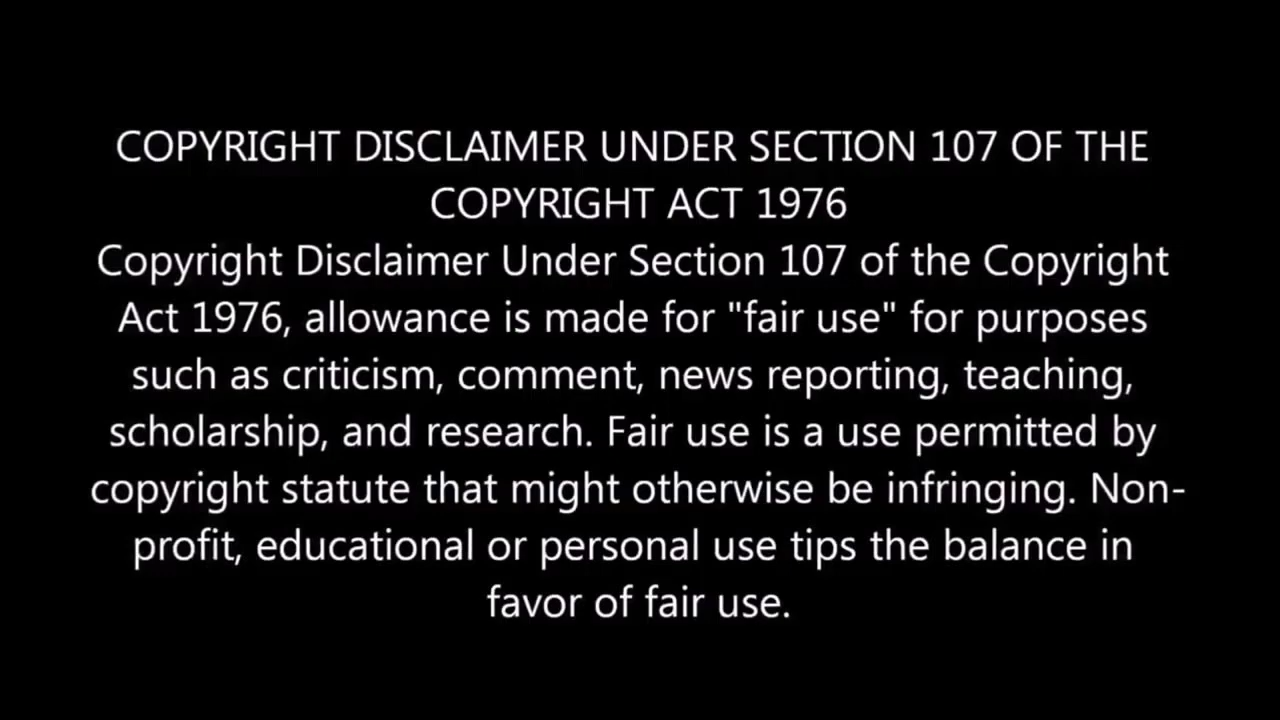 COPYRIGHT DISCLAIMER UNDER SECTION 107 OF THE
COPYRIGHT ACT 1976
Copyright Disclaimer Under Section 107 of the Copyright
Act 1976, allowance is made for "fair use" for purposes
such as criticism, comment, news reporting, teaching,
scholarship, and research. Fair use is a use permitted by
copyright statute that might otherwise be infringing. Non-
profit, educational or personal use tips the balance in
favor of fair use.